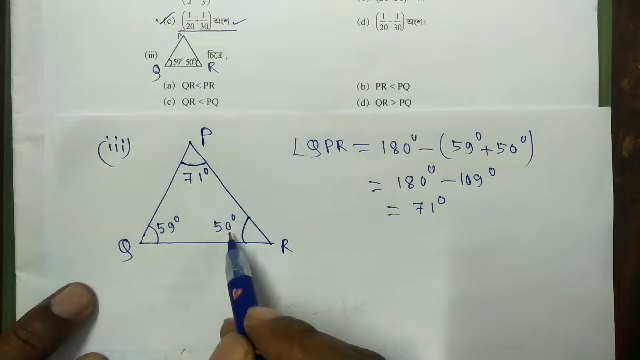 (c) (1/20 + 1/30) অংশ
(d) (1/20 - 1/30) অংশ।
(iii)
P
59° 50°
Q R
চিত্রে,
(a) QR < PR
(b) PR < PQ
(c) QR < PQ
(d) QR > PQ
(iii)
P
71°
59°
50°
Q
R
∠QPR = 180° - (59° + 50°)
= 180° - 109°
= 71°